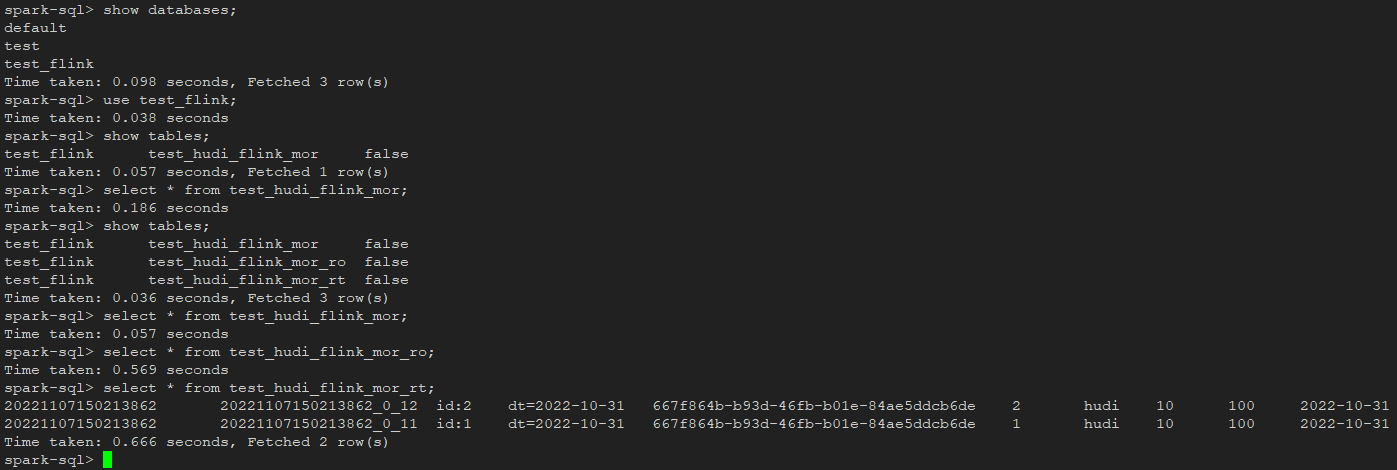 spark-sql> show databases;
default
test
test_flink
Time taken: 0.098 seconds, Fetched 3 row(s)
spark-sql> use test_flink;
Time taken: 0.038 seconds
spark-sql> show tables;
test_flink      test_hudi_flink_mor     false
Time taken: 0.057 seconds, Fetched 1 row(s)
spark-sql> select * from test_hudi_flink_mor;
Time taken: 0.186 seconds
spark-sql> show tables;
test_flink      test_hudi_flink_mor     false
test_flink      test_hudi_flink_mor_ro  false
test_flink      test_hudi_flink_mor_rt  false
Time taken: 0.036 seconds, Fetched 3 row(s)
spark-sql> select * from test_hudi_flink_mor;
Time taken: 0.057 seconds
spark-sql> select * from test_hudi_flink_mor_ro;
Time taken: 0.569 seconds
spark-sql> select * from test_hudi_flink_mor_rt;
20221107150213862       20221107150213862_0_12  id:2    dt=2022-10-31   667f864b-b93d-46fb-b01e-84ae5ddcb6de    2       hudi    10      100     2022-10-31
20221107150213862       20221107150213862_0_11  id:1    dt=2022-10-31   667f864b-b93d-46fb-b01e-84ae5ddcb6de    1       hudi    10      100     2022-10-31
Time taken: 0.666 seconds, Fetched 2 row(s)
spark-sql>